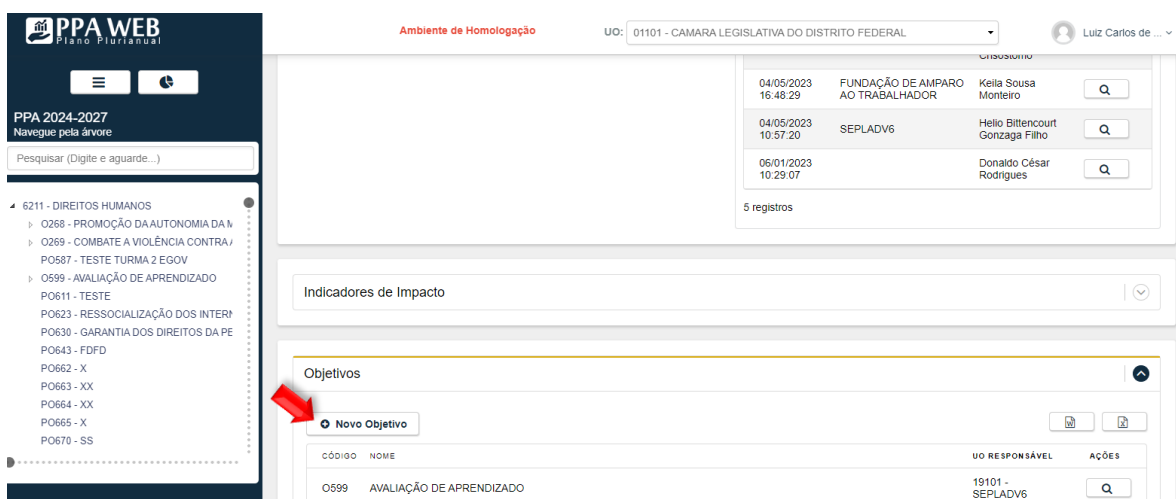 PPA WEB
Plano Plurianual
Ambiente de Homologação
UO: 01101 - CAMARA LEGISLATIVA DO DISTRITO FEDERAL
Luiz Carlos de ...
PPA 2024-2027
Navegue pela árvore
Pesquisar (Digite e aguarde...)
6211 - DIREITOS HUMANOS
O268 - PROMOÇÃO DA AUTONOMIA DA M
O269 - COMBATE A VIOLÊNCIA CONTRA
PO587 - TESTE TURMA 2 EGOV
O599 - AVALIAÇÃO DE APRENDIZADO
PO611 - TESTE
PO623 - RESSOCIALIZAÇÃO DOS INTERN
PO630 - GARANTIA DOS DIREITOS DA PE
PO643 - FDFD
PO662 - X
PO663 - XX
PO664 - XX
PO665 - X
PO670 - SS
Crisostomo
04/05/2023 FUNDAÇÃO DE AMPARO Keila Sousa
16:48:29 AO TRABALHADOR Monteiro
04/05/2023 SEPLADV6 Helio Bittencourt
10:57:20 Gonzaga Filho
06/01/2023 Donaldo César
10:29:07 Rodrigues
5 registros
Indicadores de Impacto
Objetivos
Novo Objetivo
CÓDIGO NOME UO RESPONSÁVEL AÇÕES
O599 AVALIAÇÃO DE APRENDIZADO 19101 -
SEPLADV6